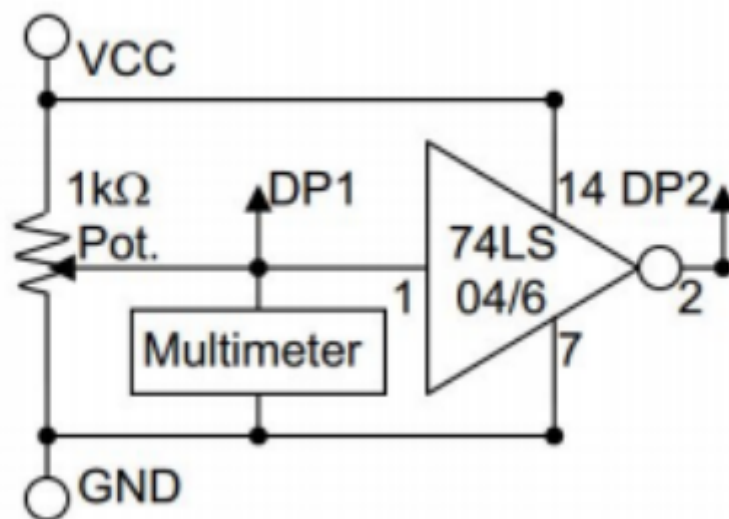 VCC
1kΩ
Pot.
DP1
14 DP2
74LS
04/6
1
2
7
Multimeter
GND